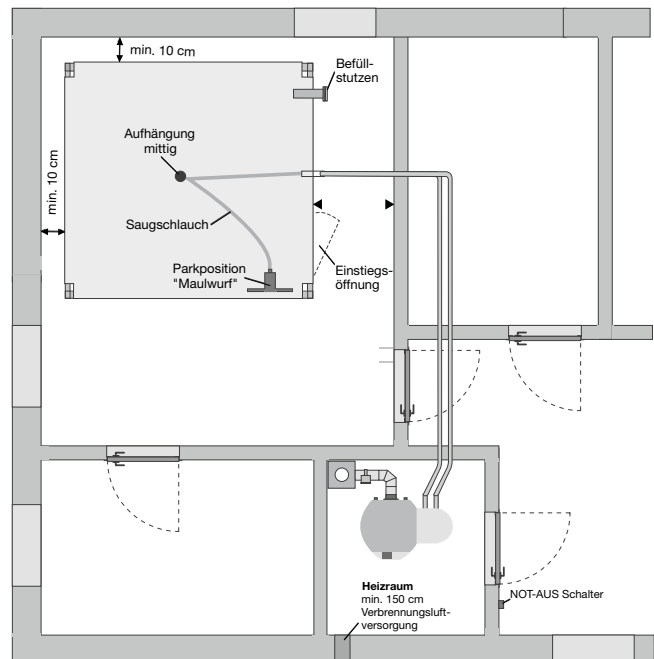 min. 10 cm
Befüll-
stutzen
Aufhängung
mittig
min. 10 cm
Saugschlauch
Parkposition
"Maulwurf"
Einstiegs-
öffnung
Heizraum
min. 150 cm
Verbrennungsluft-
versorgung
NOT-AUS Schalter